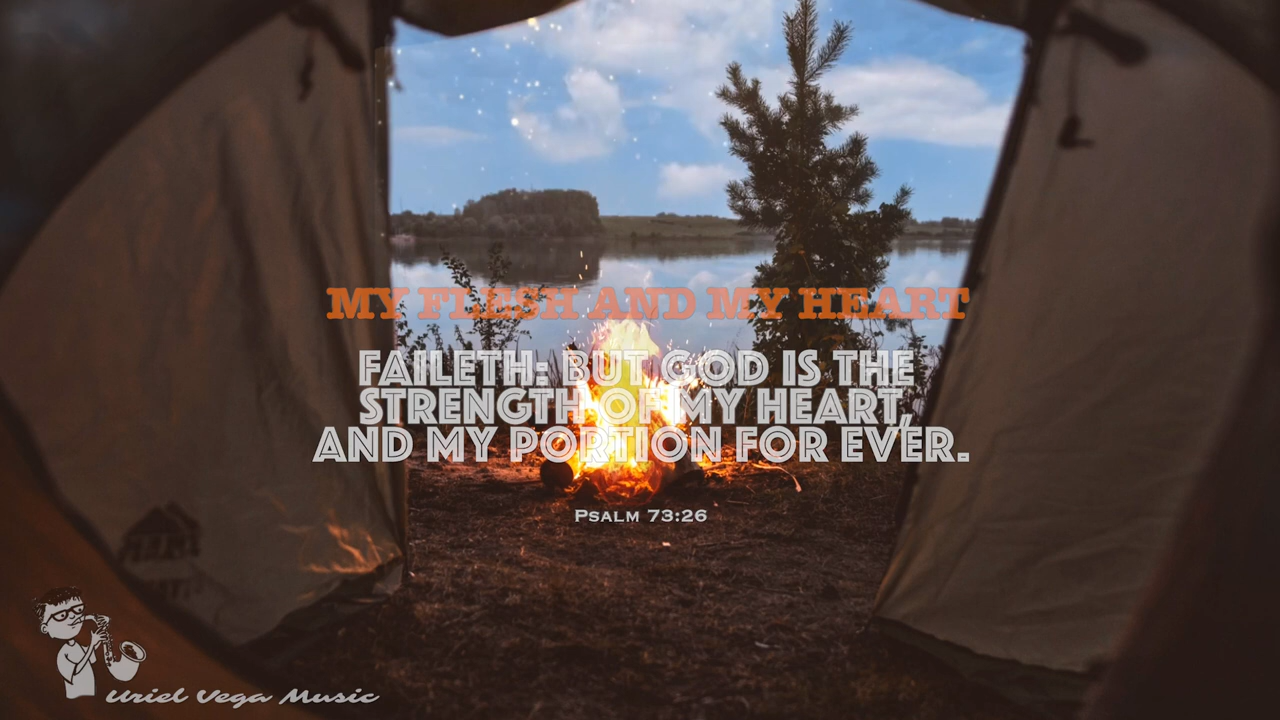 MY FLESH AND MY HEART
FAILETH: BUT GOD IS THE
STRENGTH OF MY HEART,
AND MY PORTION FOR EVER.
PSALM 73:26
Uriel Vega Music